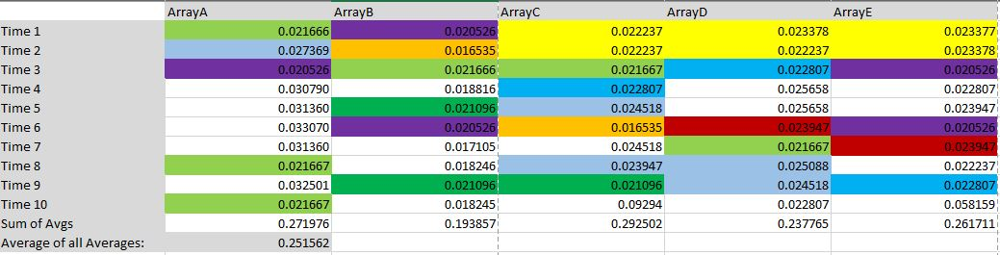 ArrayA ArrayB ArrayC ArrayD ArrayE
Time 1 0.021666 0.020526 0.022237 0.023378 0.023377
Time 2 0.027369 0.016535 0.022237 0.022237 0.023378
Time 3 0.020526 0.021666 0.021667 0.022807 0.020526
Time 4 0.030790 0.018816 0.022807 0.025658 0.022807
Time 5 0.031360 0.021096 0.024518 0.025658 0.023947
Time 6 0.033070 0.020526 0.016535 0.023947 0.020526
Time 7 0.031360 0.017105 0.024518 0.021667 0.023947
Time 8 0.021667 0.018246 0.023947 0.025088 0.022237
Time 9 0.032501 0.021096 0.021096 0.024518 0.022807
Time 10 0.021667 0.018245 0.09294 0.022807 0.058159
Sum of Avgs 0.271976 0.193857 0.292502 0.237765 0.261711
Average of all Averages: 0.251562